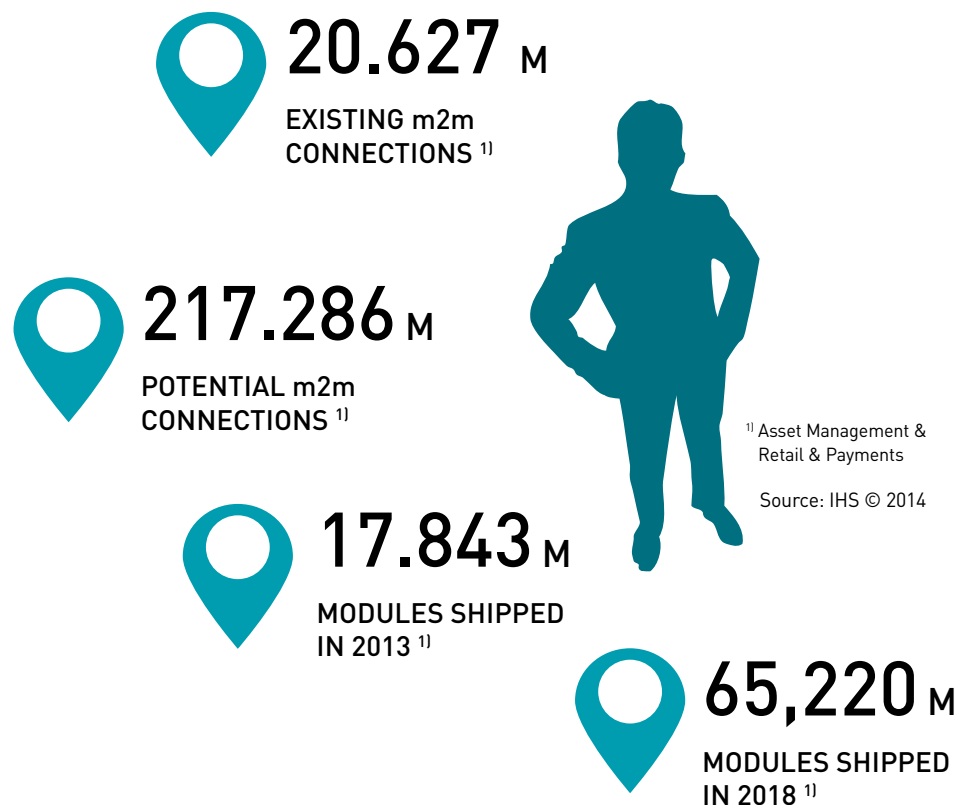 20.627 M
EXISTING m2m
CONNECTIONS 1)
217.286 M
POTENTIAL m2m
CONNECTIONS 1)
1) Asset Management &
Retail & Payments
Source: IHS © 2014
17.843 M
MODULES SHIPPED
IN 2013 1)
65,220 M
MODULES SHIPPED
IN 2018 1)